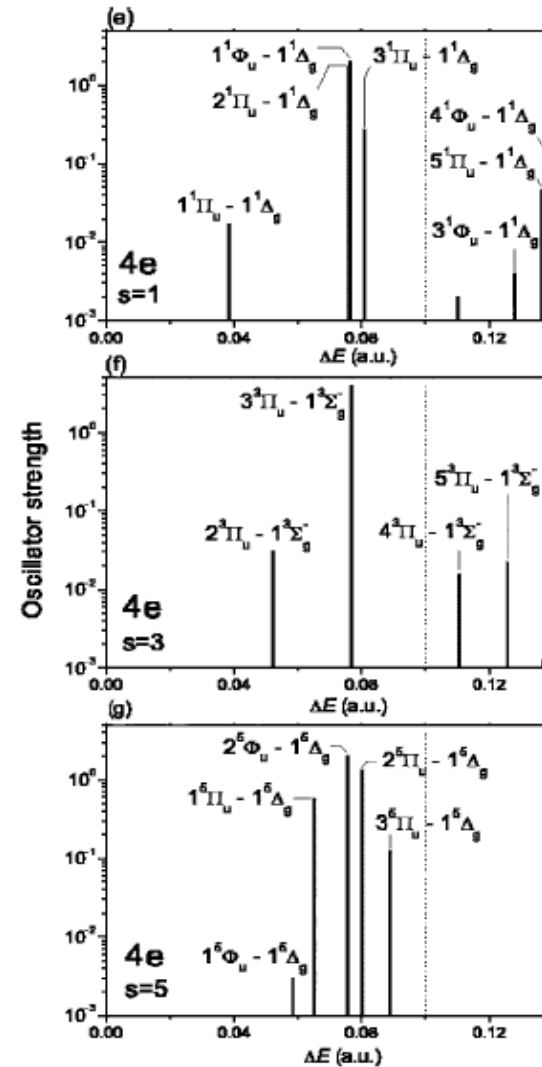 (e)
10⁰
10⁻¹
10⁻²
10⁻³
1¹Φᵤ - 1¹Δg
2¹Πᵤ - 1¹Δg
3¹Πᵤ - 1¹Δg
4¹Φᵤ - 1¹Δg
5¹Πᵤ - 1¹Δg
1¹Πᵤ - 1¹Δg
3¹Φᵤ - 1¹Δg
4e
s=1
0.00 0.04 0.08 0.12
ΔE (a.u.)
(f)
Oscillator strength
10⁰
10⁻¹
10⁻²
10⁻³
3³Πᵤ - 1³Σg⁻
5³Πᵤ - 1³Σg⁻
2³Πᵤ - 1³Σg⁻
4³Πᵤ - 1³Σg⁻
4e
s=3
0.00 0.04 0.08 0.12
ΔE (a.u.)
(g)
10⁰
10⁻¹
10⁻²
10⁻³
2⁵Φᵤ - 1⁵Δg
2⁵Πᵤ - 1⁵Δg
1⁵Πᵤ - 1⁵Δg
3⁵Πᵤ - 1⁵Δg
1⁵Φᵤ - 1⁵Δg
4e
s=5
0.00 0.04 0.08 0.12
ΔE (a.u.)